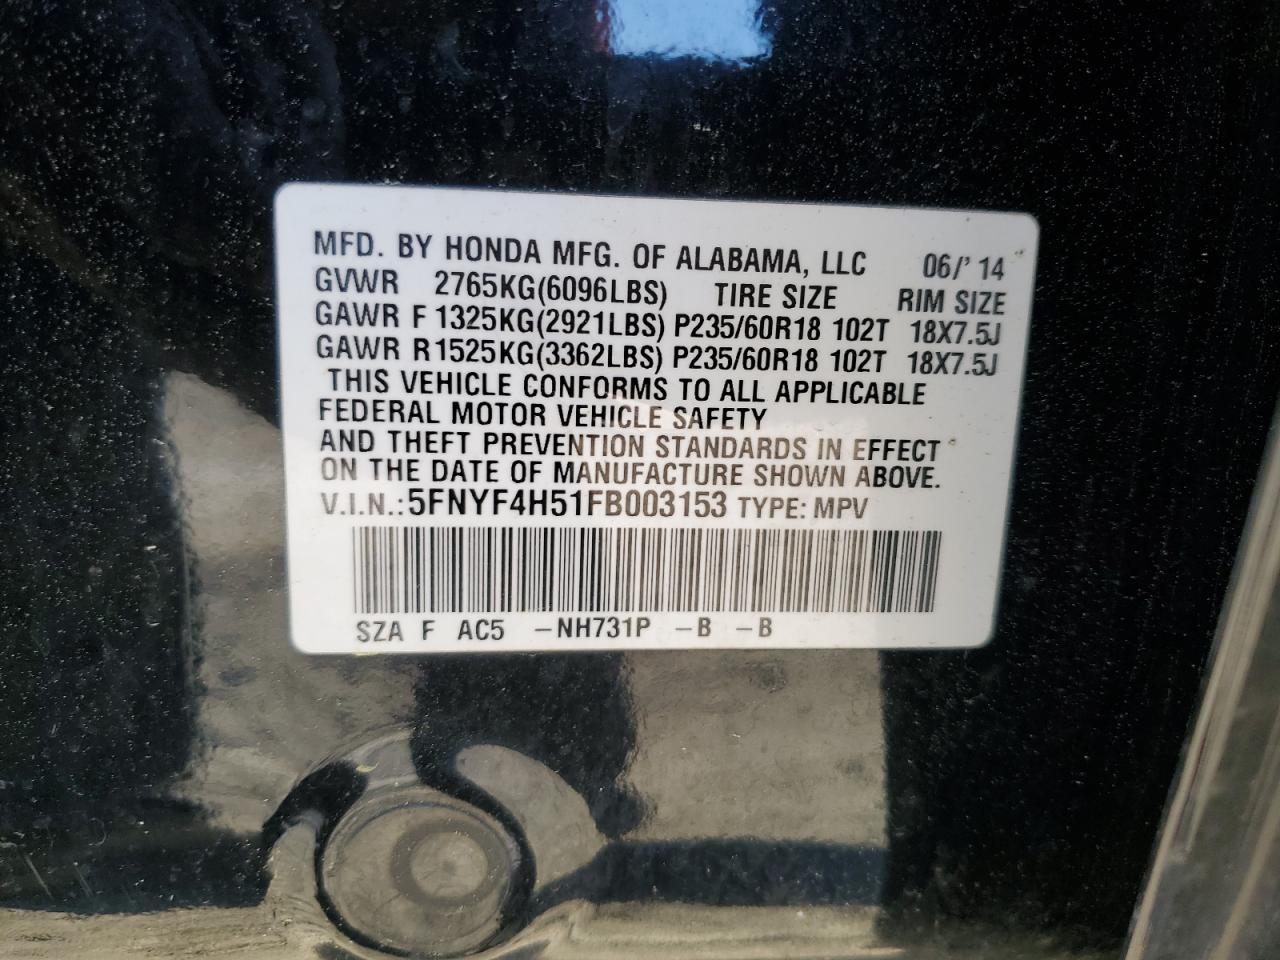 MFD. BY HONDA MFG. OF ALABAMA, LLC 06/'14
GVWR 2765KG(6096LBS) TIRE SIZE RIM SIZE
GAWR F 1325KG(2921LBS) P235/60R18 102T 18X7.5J
GAWR R 1525KG(3362LBS) P235/60R18 102T 18X7.5J
THIS VEHICLE CONFORMS TO ALL APPLICABLE
FEDERAL MOTOR VEHICLE SAFETY
AND THEFT PREVENTION STANDARDS IN EFFECT
ON THE DATE OF MANUFACTURE SHOWN ABOVE.
V.I.N.: 5FNYF4H51FB003153 TYPE: MPV
SZA F AC5 -NH731P -B -B